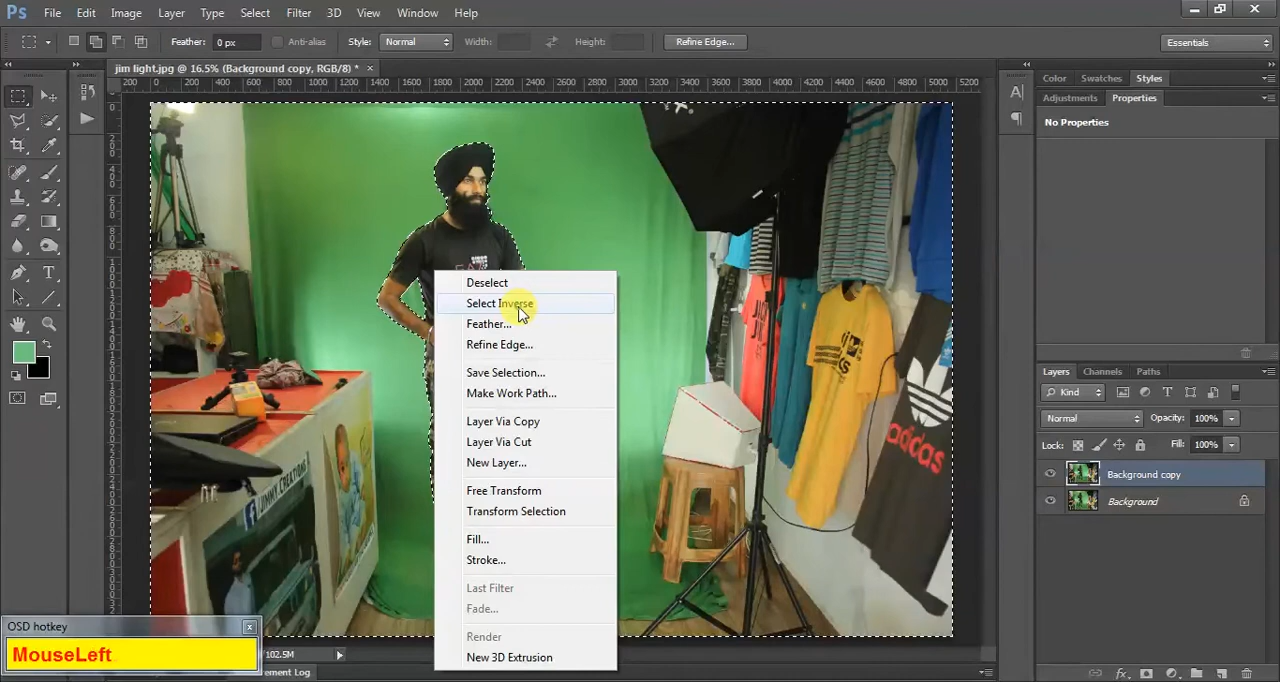 Ps File Edit Image Layer Type Select Filter 3D View Window Help
Feather: 0 px Anti-alias Style: Normal Width: Height: Refine Edge... Essentials
jim light.jpg @ 16.5% (Background copy, RGB/8) * ×
200 0 200 400 600 800 1000 1200 1400 1600 1800 2000 2200 2400 2600 2800 3000 3200 3400 3600 3800 4000 4200 4400 4600 4800 5000 5200
Color Swatches Styles
Adjustments Properties
No Properties
Deselect
Select Inverse
Feather...
Refine Edge...
Save Selection...
Make Work Path...
Layer Via Copy
Layer Via Cut
New Layer...
Free Transform
Transform Selection
Fill...
Stroke...
Last Filter
Fade...
Render
New 3D Extrusion
adidas
JIMMY CREATIONS
Layers Channels Paths
Kind
Normal Opacity: 100%
Lock: Fill: 100%
Background copy
Background
OSD hotkey x
MouseLeft
102.5M
ement Log